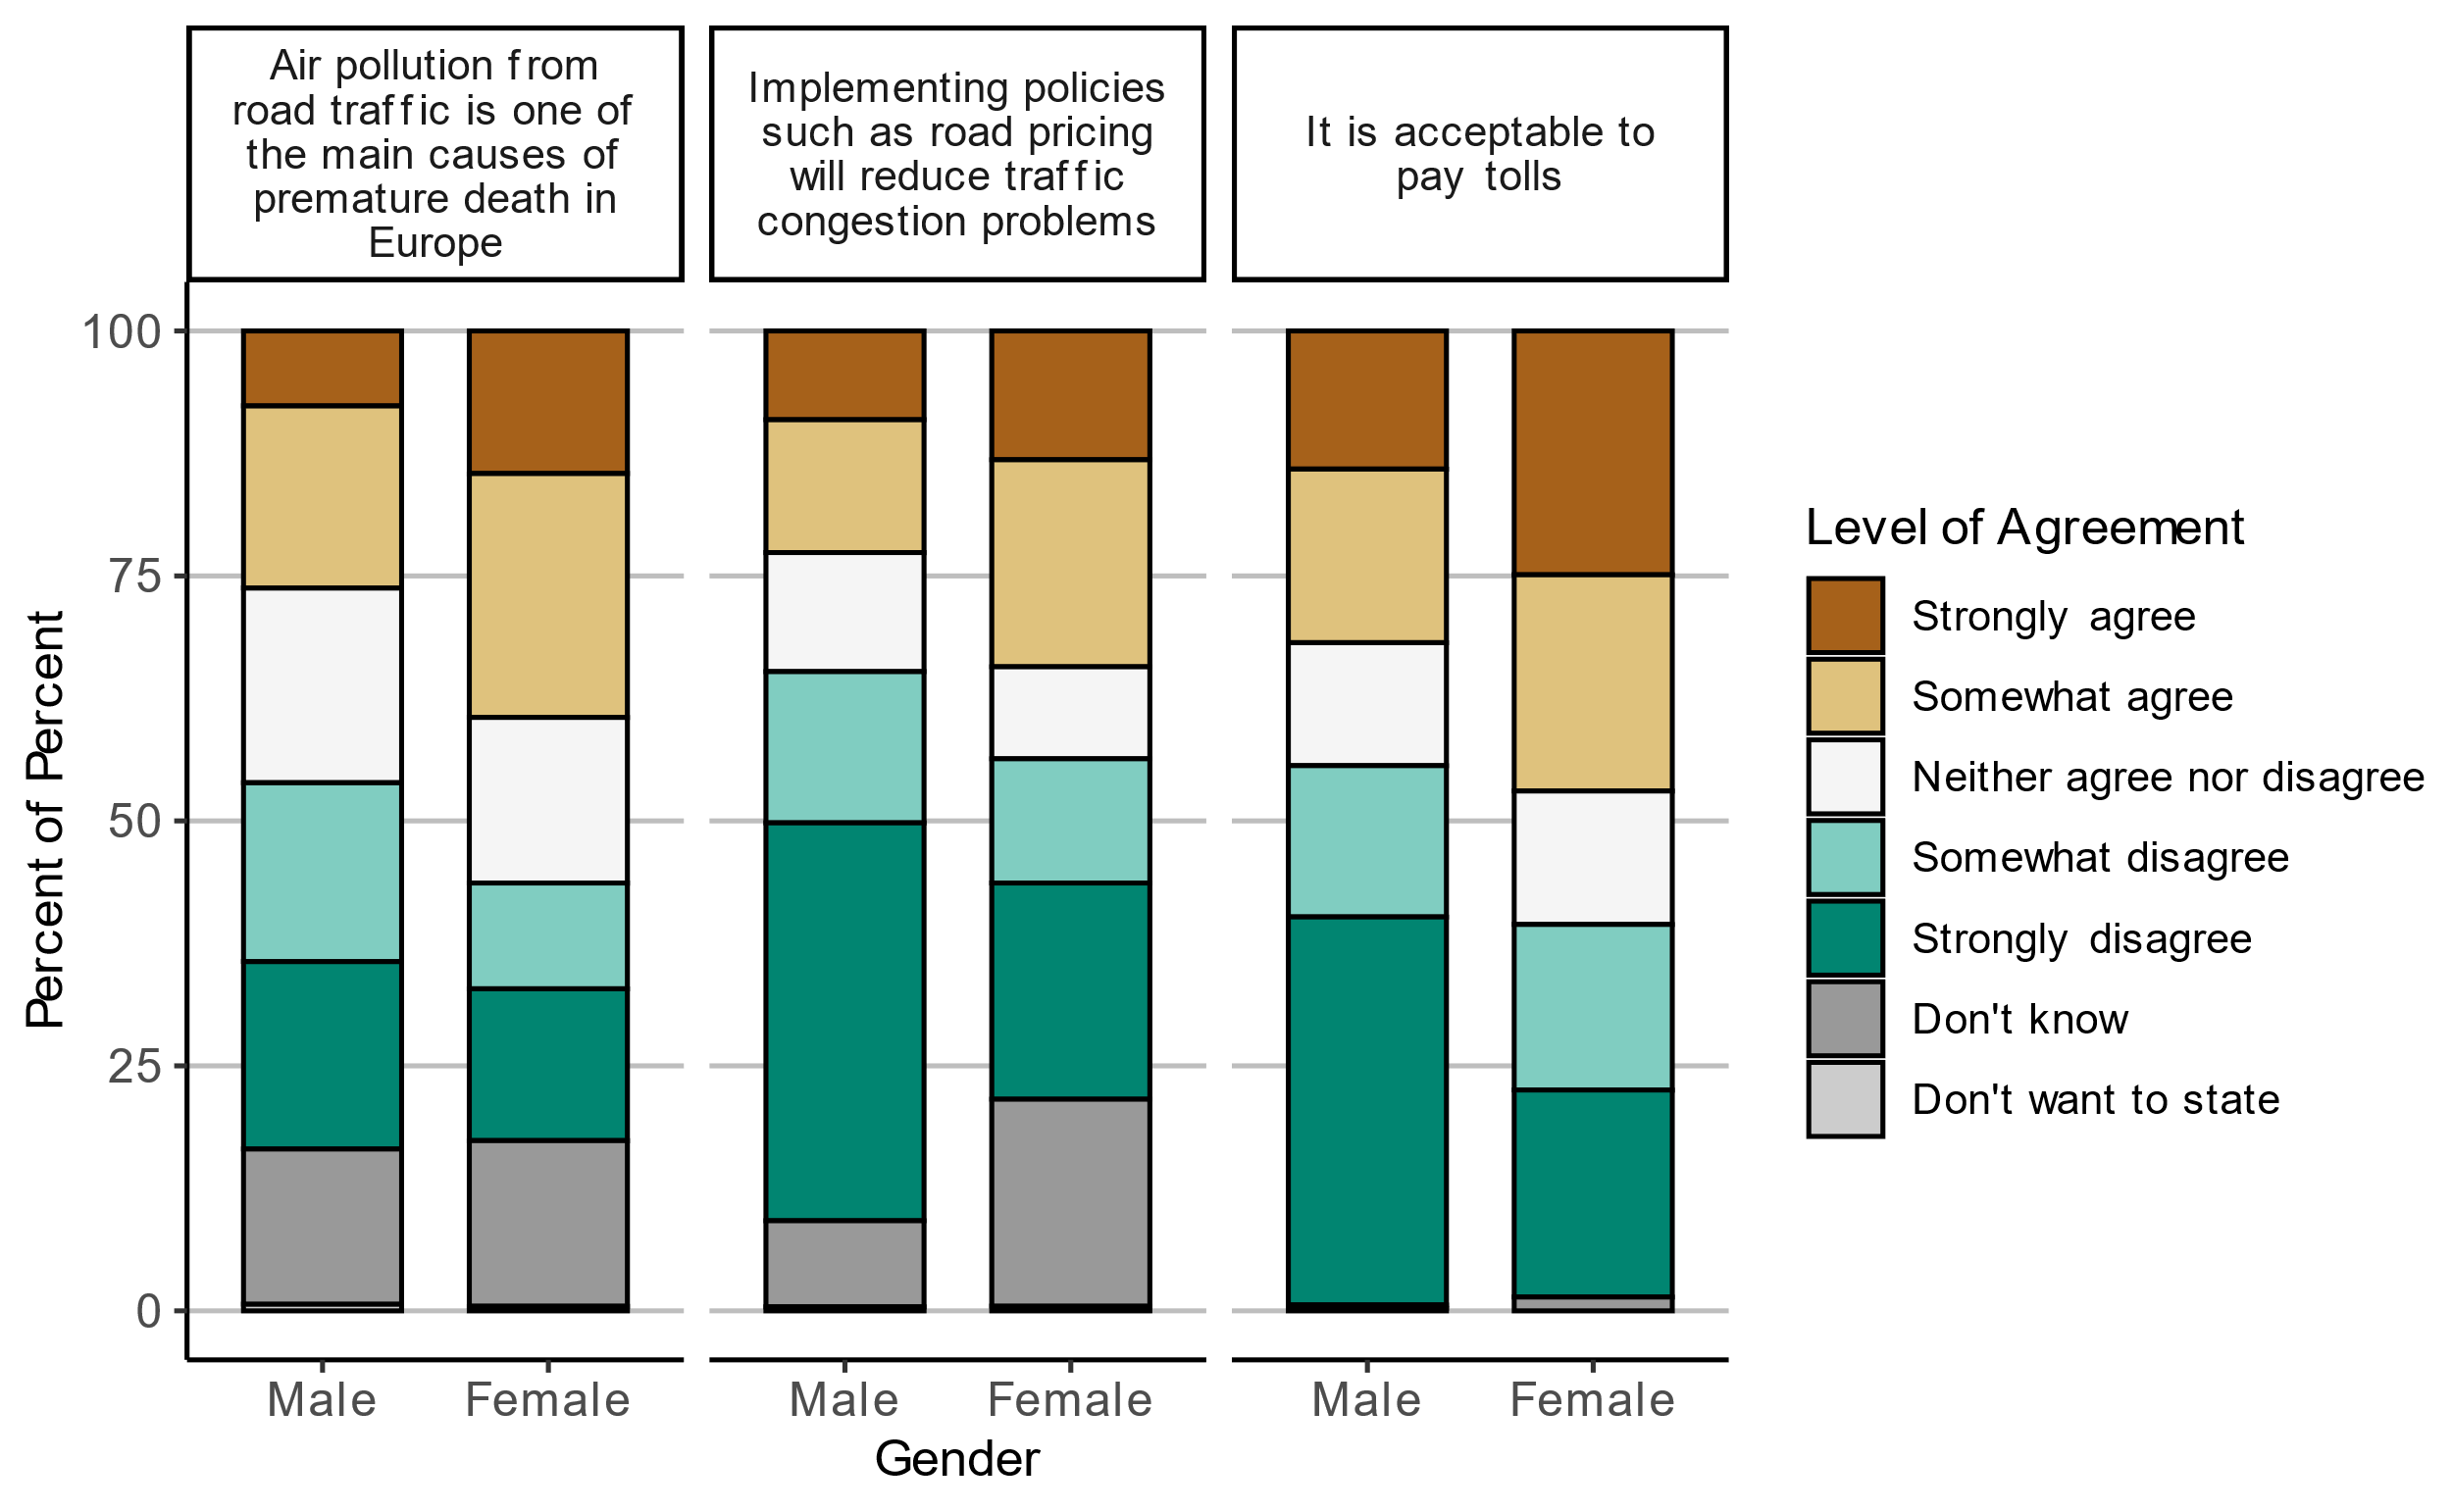 Air pollution from
road traffic is one of
the main causes of
premature death in
Europe
Implementing policies
such as road pricing
will reduce traffic
congestion problems
It is acceptable to
pay tolls
Percent of Percent
100
75
50
25
0
Male
Female
Male
Female
Male
Female
Gender
Level of Agreement
Strongly agree
Somewhat agree
Neither agree nor disagree
Somewhat disagree
Strongly disagree
Don't know
Don't want to state